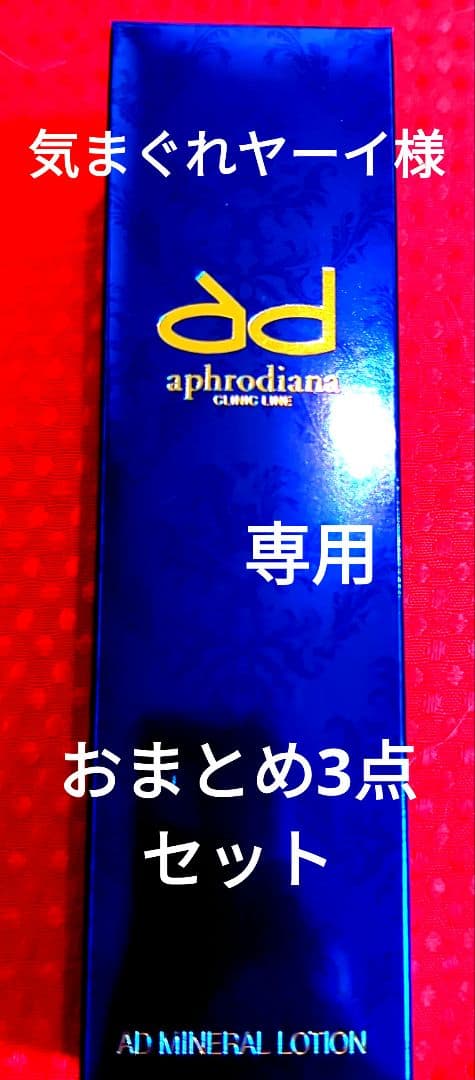 気まぐれヤーイ様
ad
aphrodiana
CLINIC LINE
専用
おまとめ3点
セット
AD MINERAL LOTION